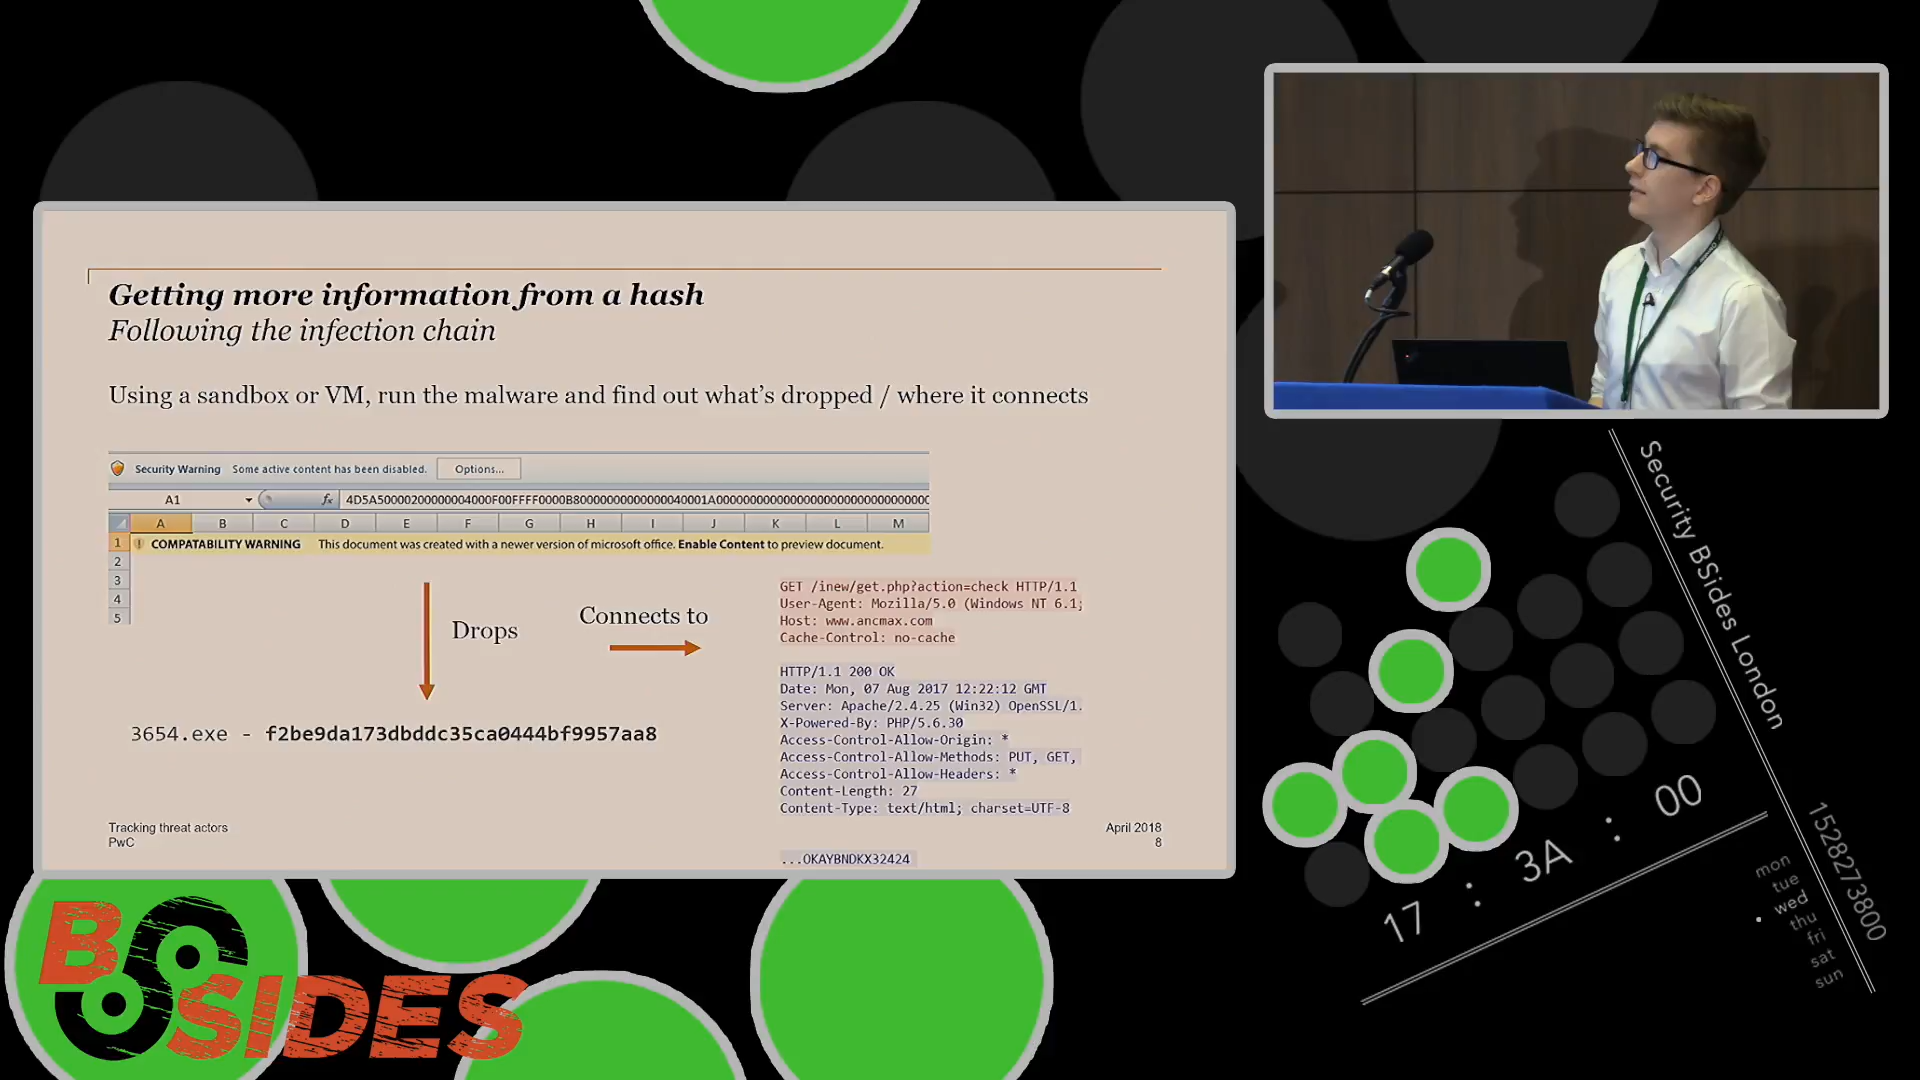 Getting more information from a hash
Following the infection chain
Using a sandbox or VM, run the malware and find out what's dropped / where it connects
Security Warning Some active content has been disabled. Options...
A1 fx 4D5A50000200000004000F00FFFF0000B80000000000000040001A0000000000000000000000000000
A B C D E F G H I J K L M
1 COMPATABILITY WARNING This document was created with a newer version of microsoft office. Enable Content to preview document.
2
3
4
5
Drops
Connects to
GET /inew/get.php?action=check HTTP/1.1
User-Agent: Mozilla/5.0 (Windows NT 6.1;
Host: www.ancmax.com
Cache-Control: no-cache
HTTP/1.1 200 OK
Date: Mon, 07 Aug 2017 12:22:12 GMT
Server: Apache/2.4.25 (Win32) OpenSSL/1.
X-Powered-By: PHP/5.6.30
Access-Control-Allow-Origin: *
Access-Control-Allow-Methods: PUT, GET,
Access-Control-Allow-Headers: *
Content-Length: 27
Content-Type: text/html; charset=UTF-8
...OKAYBNDKX32424
3654.exe - f2be9da173dbddc35ca0444bf9957aa8
Tracking threat actors
PwC
April 2018
8
Security BSides London
17 : 3A : 00
1528273800
mon
tue
wed
thu
fri
sat
sun
BSIDES